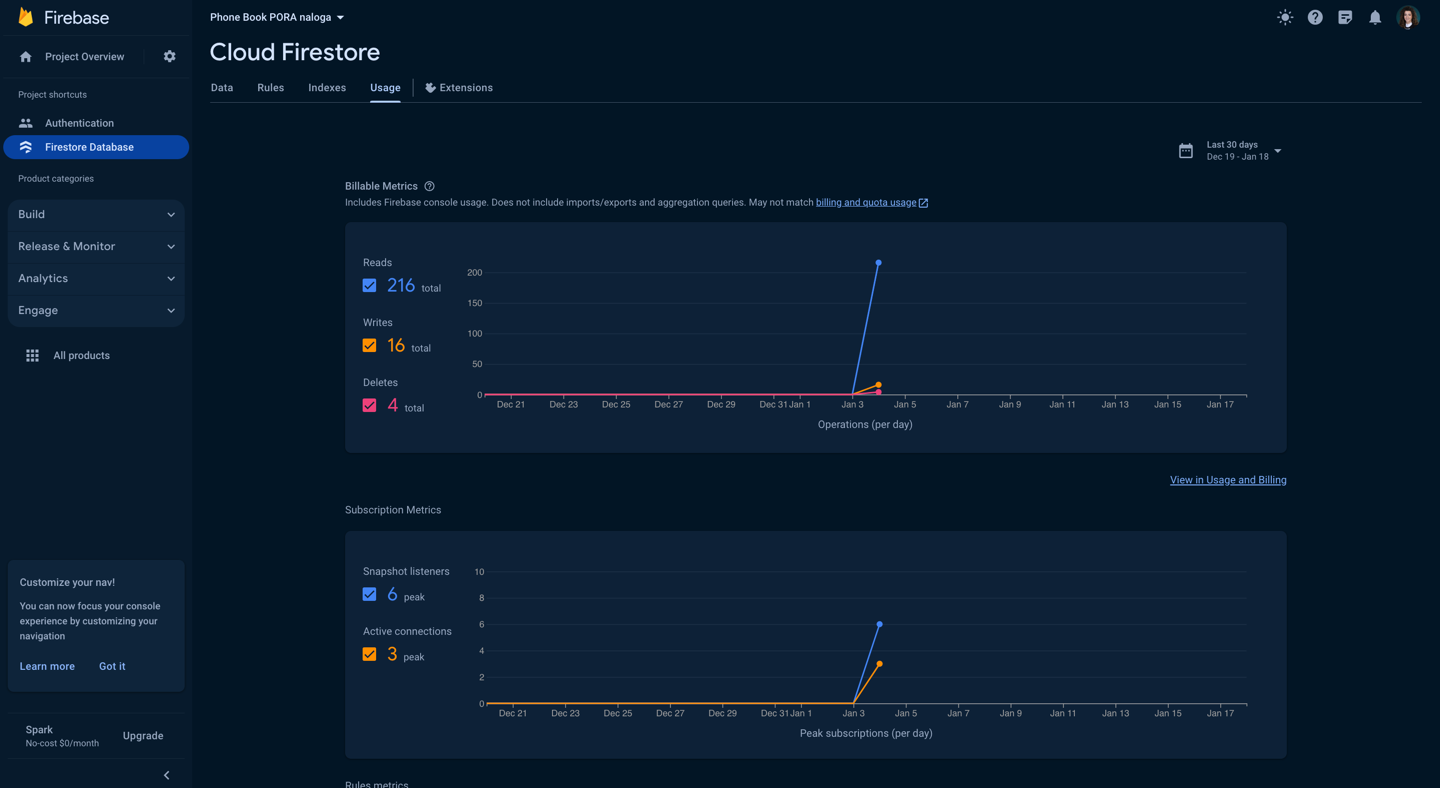 Firebase
Project Overview
Project shortcuts
Authentication
Firestore Database
Product categories
Build
Release & Monitor
Analytics
Engage
All products
Customize your nav!
You can now focus your console
experience by customizing your
navigation
Learn more Got it
Spark
No-cost $0/month
Upgrade
Phone Book PORA naloga
Cloud Firestore
Data Rules Indexes Usage Extensions
Last 30 days
Dec 19 - Jan 18
Billable Metrics
Includes Firebase console usage. Does not include imports/exports and aggregation queries. May not match billing and quota usage
Reads
216 total
Writes
16 total
Deletes
4 total
200
150
100
50
0
Dec 21 Dec 23 Dec 25 Dec 27 Dec 29 Dec 31 Jan 1 Jan 3 Jan 5 Jan 7 Jan 9 Jan 11 Jan 13 Jan 15 Jan 17
Operations (per day)
View in Usage and Billing
Subscription Metrics
Snapshot listeners
6 peak
Active connections
3 peak
10
8
6
4
2
0
Dec 21 Dec 23 Dec 25 Dec 27 Dec 29 Dec 31 Jan 1 Jan 3 Jan 5 Jan 7 Jan 9 Jan 11 Jan 13 Jan 15 Jan 17
Peak subscriptions (per day)
Rules metrics